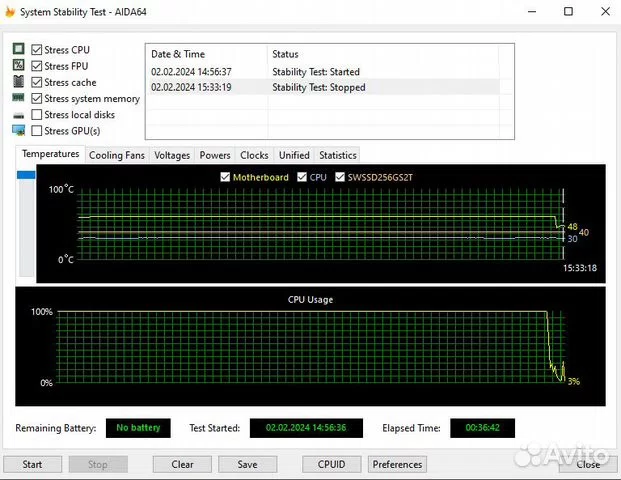 System Stability Test - AIDA64
Stress CPU
Stress FPU
Stress cache
Stress system memory
Stress local disks
Stress GPU(s)
Date & Time Status
02.02.2024 14:56:37 Stability Test: Started
02.02.2024 15:33:19 Stability Test: Stopped
Temperatures Cooling Fans Voltages Powers Clocks Unified Statistics
Motherboard CPU SWSSD256GS2T
100°C
48
40
30
0°C
15:33:18
CPU Usage
100%
0%
3%
Remaining Battery: No battery Test Started: 02.02.2024 14:56:36 Elapsed Time: 00:36:42
Start Stop Clear Save CPUID Preferences Close
Avito